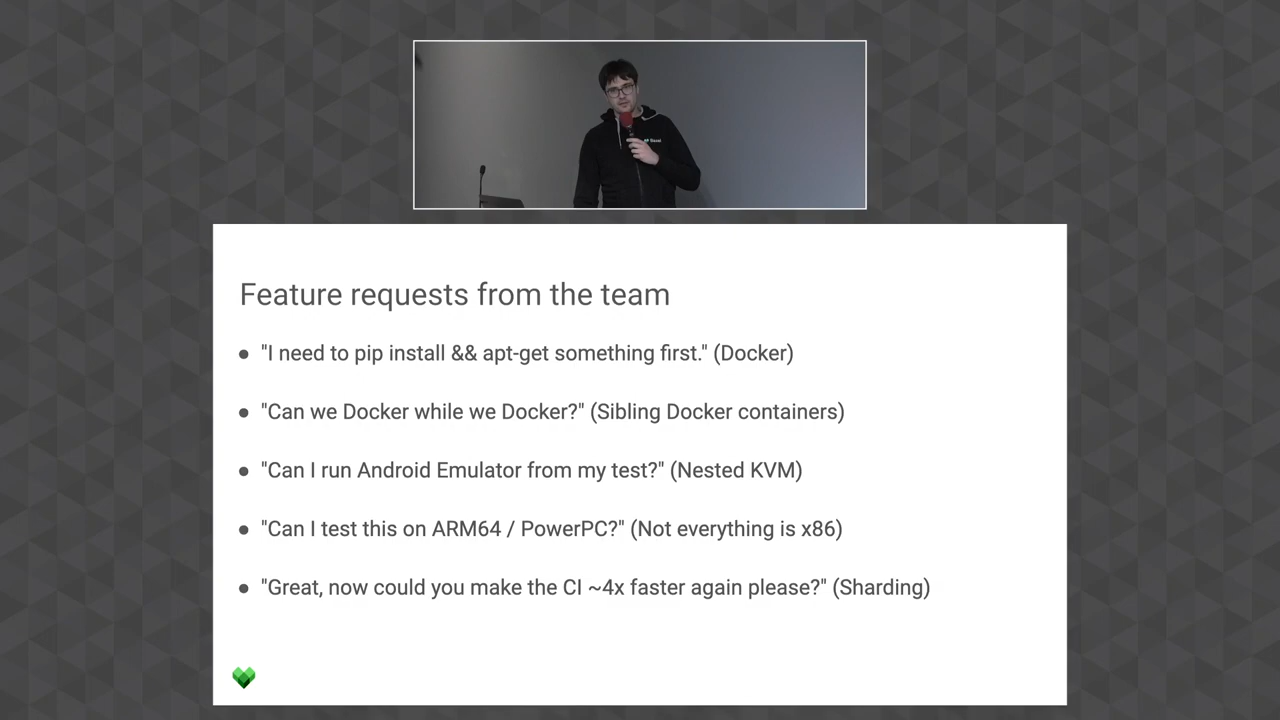 Feature requests from the team
● "I need to pip install && apt-get something first." (Docker)
● "Can we Docker while we Docker?" (Sibling Docker containers)
● "Can I run Android Emulator from my test?" (Nested KVM)
● "Can I test this on ARM64 / PowerPC?" (Not everything is x86)
● "Great, now could you make the CI ~4x faster again please?" (Sharding)